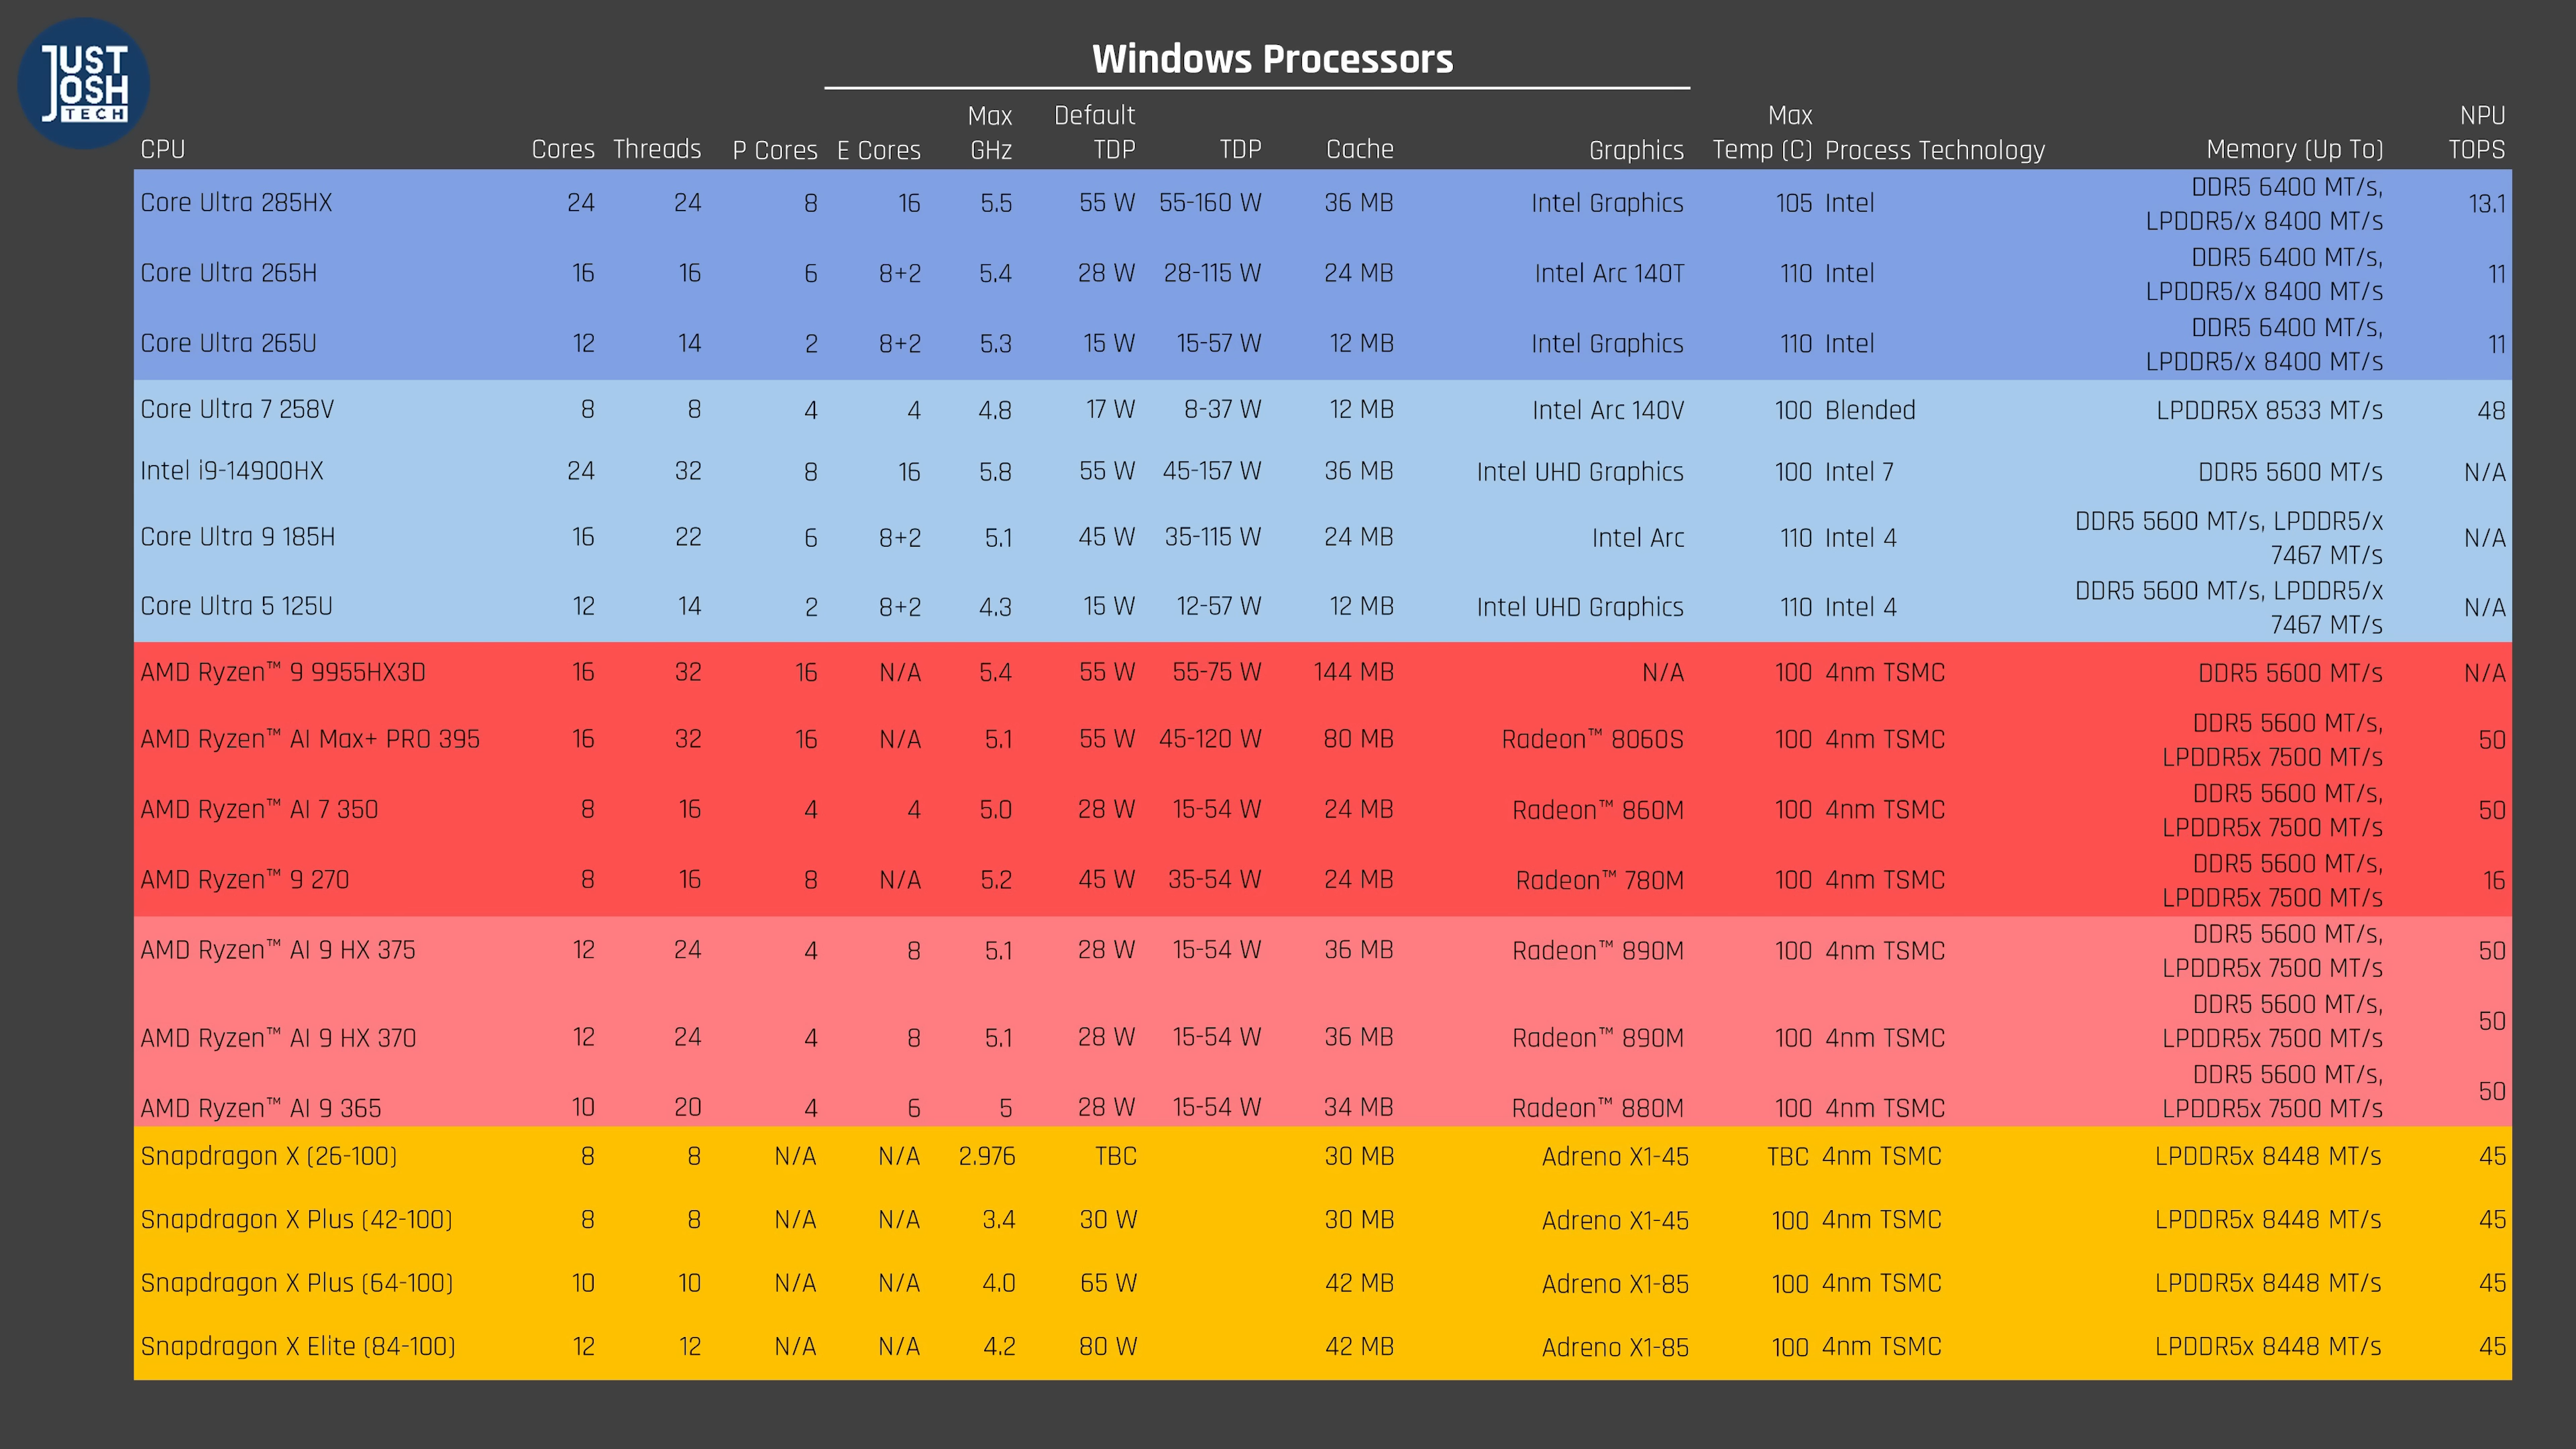 JUST
JOSH
TECH
Windows Processors
CPU Cores Threads P Cores E Cores Max GHz Default TDP TDP Cache Graphics Max Temp (C) Process Technology Memory (Up To) NPU TOPS
Core Ultra 285HX 24 24 8 16 5.5 55 W 55-160 W 36 MB Intel Graphics 105 Intel DDR5 6400 MT/s, LPDDR5/x 8400 MT/s 13.1
Core Ultra 265H 16 16 6 8+2 5.4 28 W 28-115 W 24 MB Intel Arc 140T 110 Intel DDR5 6400 MT/s, LPDDR5/x 8400 MT/s 11
Core Ultra 265U 12 14 2 8+2 5.3 15 W 15-57 W 12 MB Intel Graphics 110 Intel DDR5 6400 MT/s, LPDDR5/x 8400 MT/s 11
Core Ultra 7 258V 8 8 4 4 4.8 17 W 8-37 W 12 MB Intel Arc 140V 100 Blended LPDDR5X 8533 MT/s 48
Intel i9-14900HX 24 32 8 16 5.8 55 W 45-157 W 36 MB Intel UHD Graphics 100 Intel 7 DDR5 5600 MT/s N/A
Core Ultra 9 185H 16 22 6 8+2 5.1 45 W 35-115 W 24 MB Intel Arc 110 Intel 4 DDR5 5600 MT/s, LPDDR5/x 7467 MT/s N/A
Core Ultra 5 125U 12 14 2 8+2 4.3 15 W 12-57 W 12 MB Intel UHD Graphics 110 Intel 4 DDR5 5600 MT/s, LPDDR5/x 7467 MT/s N/A
AMD Ryzen™ 9 9955HX3D 16 32 16 N/A 5.4 55 W 55-75 W 144 MB N/A 100 4nm TSMC DDR5 5600 MT/s N/A
AMD Ryzen™ AI Max+ PRO 395 16 32 16 N/A 5.1 55 W 45-120 W 80 MB Radeon™ 8060S 100 4nm TSMC DDR5 5600 MT/s, LPDDR5x 7500 MT/s 50
AMD Ryzen™ AI 7 350 8 16 4 4 5.0 28 W 15-54 W 24 MB Radeon™ 860M 100 4nm TSMC DDR5 5600 MT/s, LPDDR5x 7500 MT/s 50
AMD Ryzen™ 9 270 8 16 8 N/A 5.2 45 W 35-54 W 24 MB Radeon™ 780M 100 4nm TSMC DDR5 5600 MT/s, LPDDR5x 7500 MT/s 16
AMD Ryzen™ AI 9 HX 375 12 24 4 8 5.1 28 W 15-54 W 36 MB Radeon™ 890M 100 4nm TSMC DDR5 5600 MT/s, LPDDR5x 7500 MT/s 50
AMD Ryzen™ AI 9 HX 370 12 24 4 8 5.1 28 W 15-54 W 36 MB Radeon™ 890M 100 4nm TSMC DDR5 5600 MT/s, LPDDR5x 7500 MT/s 50
AMD Ryzen™ AI 9 365 10 20 4 6 5 28 W 15-54 W 34 MB Radeon™ 880M 100 4nm TSMC DDR5 5600 MT/s, LPDDR5x 7500 MT/s 50
Snapdragon X (26-100) 8 8 N/A N/A 2.976 TBC 30 MB Adreno X1-45 TBC 4nm TSMC LPDDR5x 8448 MT/s 45
Snapdragon X Plus (42-100) 8 8 N/A N/A 3.4 30 W 30 MB Adreno X1-45 100 4nm TSMC LPDDR5x 8448 MT/s 45
Snapdragon X Plus (64-100) 10 10 N/A N/A 4.0 65 W 42 MB Adreno X1-85 100 4nm TSMC LPDDR5x 8448 MT/s 45
Snapdragon X Elite (84-100) 12 12 N/A N/A 4.2 80 W 42 MB Adreno X1-85 100 4nm TSMC LPDDR5x 8448 MT/s 45